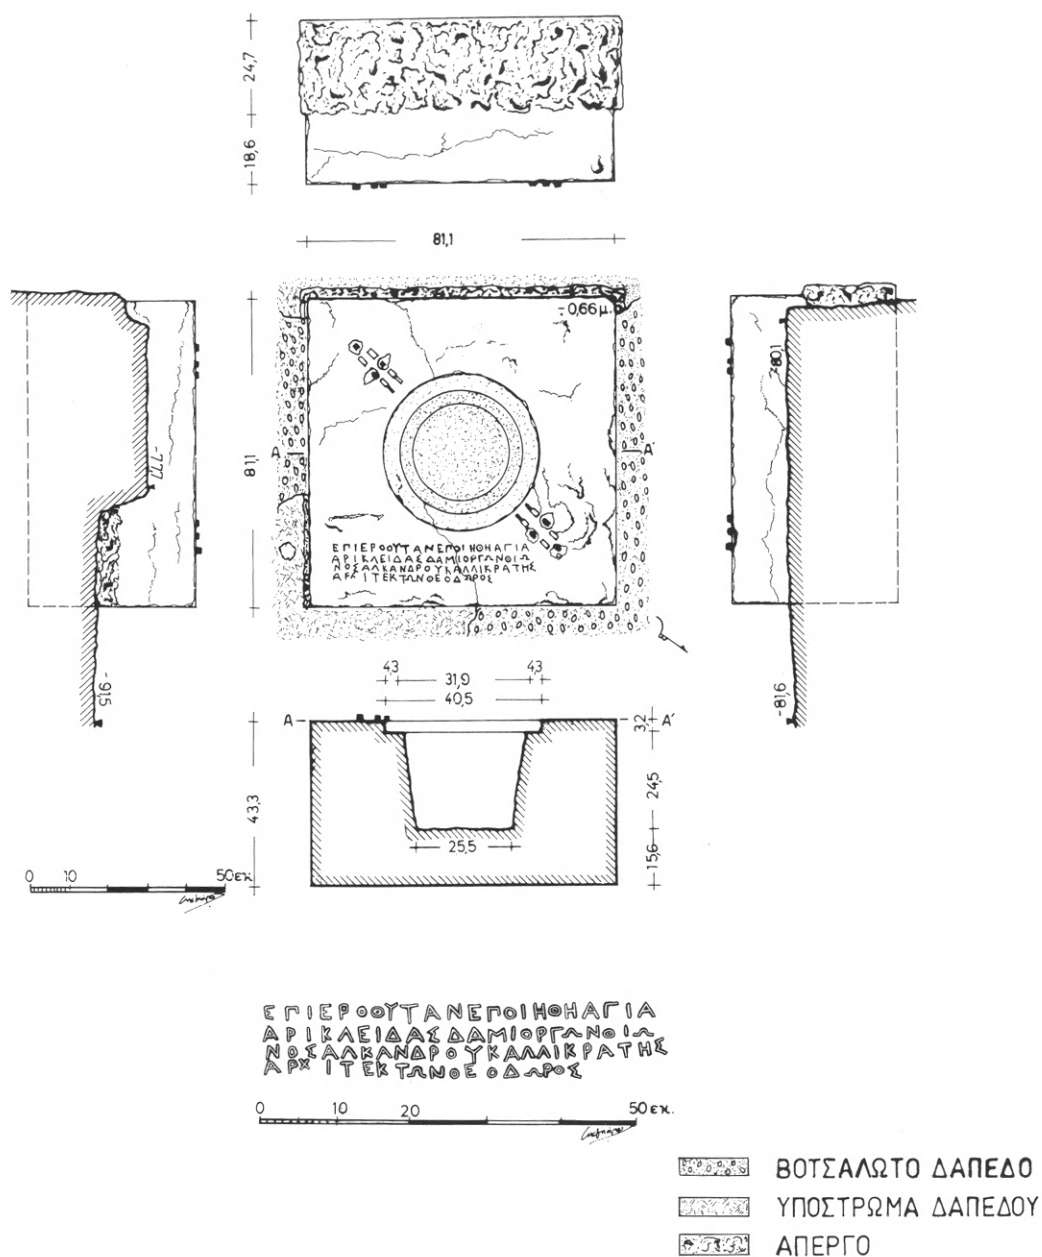 24,7
18,6
81,1
-0,66μ.
81,1
A
A'
80,1
-77,7
ΕΠΙΕΡΟΘΥΤΑΝΕΠΟΙΗΘΗΑΓΙΑ
ΑΡΙΚΛΕΙΔΑΣΔΑΜΙΟΡΓΩΝΘΙΩ
ΝΟΣΑΛΚΑΝΔΡΟΥΚΑΛΛΙΚΡΑΤΗΣ
ΑΡΧΙΤΕΚΤΩΝΘΕΟΔΩΡΟΣ
-91,5
-81,6
4,3
31,9
4,3
40,5
A
A'
3,2
43,3
24,5
25,5
15,6
0 10 50εκ
ΕΠΙΕΡΟΘΥΤΑΝΕΠΟΙΗΘΗΑΓΙΑ
ΑΡΙΚΛΕΙΔΑΣΔΑΜΙΟΡΓΩΝΘΙΩ
ΝΟΣΑΛΚΑΝΔΡΟΥΚΑΛΛΙΚΡΑΤΗΣ
ΑΡΧΙΤΕΚΤΩΝΘΕΟΔΩΡΟΣ
0 10 20 50εκ.
ΒΟΤΣΑΛΩΤΟ ΔΑΠΕΔΟ
ΥΠΟΣΤΡΩΜΑ ΔΑΠΕΔΟΥ
ΑΠΕΡΓΟ